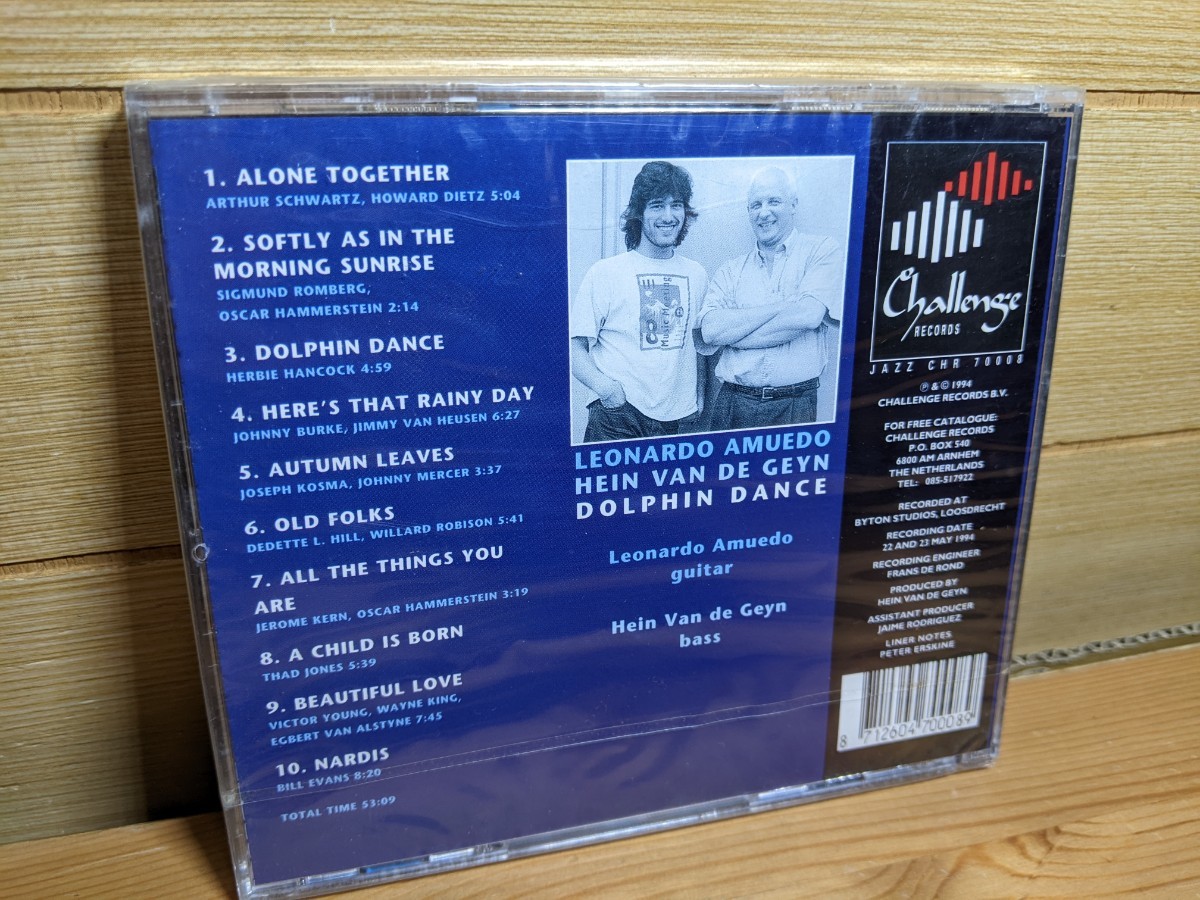 1. ALONE TOGETHER
ARTHUR SCHWARTZ, HOWARD DIETZ 5:04
2. SOFTLY AS IN THE
MORNING SUNRISE
SIGMUND ROMBERG,
OSCAR HAMMERSTEIN 2:14
3. DOLPHIN DANCE
HERBIE HANCOCK 4:59
4. HERE'S THAT RAINY DAY
JOHNNY BURKE, JIMMY VAN HEUSEN 6:27
5. AUTUMN LEAVES
JOSEPH KOSMA, JOHNNY MERCER 3:37
6. OLD FOLKS
DEDETTE L. HILL, WILLARD ROBISON 5:41
7. ALL THE THINGS YOU
ARE
JEROME KERN, OSCAR HAMMERSTEIN 3:19
8. A CHILD IS BORN
THAD JONES 5:39
9. BEAUTIFUL LOVE
VICTOR YOUNG, WAYNE KING,
EGBERT VAN ALSTYNE 7:45
10. NARDIS
BILL EVANS 8:20
TOTAL TIME 53:09
Music Meeting
LEONARDO AMUEDO
HEIN VAN DE GEYN
DOLPHIN DANCE
Leonardo Amuedo
guitar
Hein Van de Geyn
bass
Challenge
RECORDS
JAZZ CHR 70008
℗ & © 1994
CHALLENGE RECORDS B.V.
FOR FREE CATALOGUE:
CHALLENGE RECORDS
P.O. BOX 540
6800 AM ARNHEM
THE NETHERLANDS
TEL: 085-517922
RECORDED AT
BYTON STUDIOS, LOOSDRECHT
RECORDING DATE
22 AND 23 MAY 1994
RECORDING ENGINEER
FRANS DE ROND
PRODUCED BY
HEIN VAN DE GEYN
ASSISTANT PRODUCER
JAIME RODRIGUEZ
LINER NOTES
PETER ERSKINE
8 712604 700089